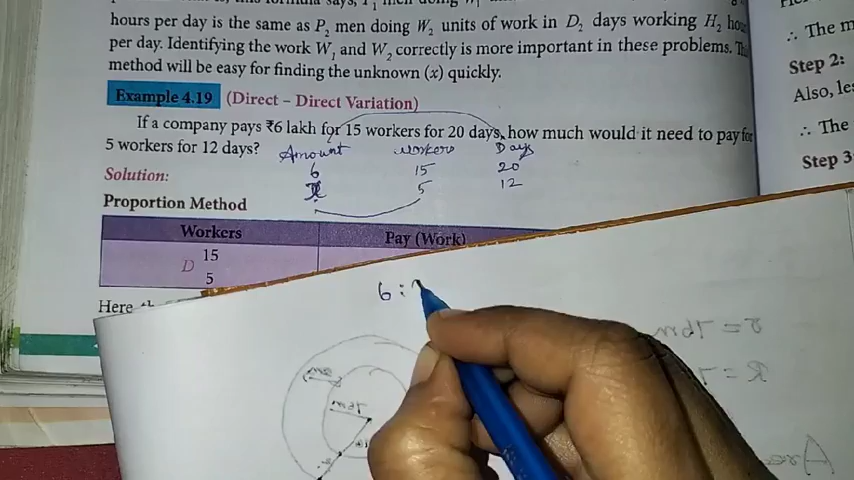 hours per day is the same as P₂ men doing W₂ units of work in D₂ days working H₂
per day. Identifying the work W₁ and W₂ correctly is more important in these problems.
method will be easy for finding the unknown (x) quickly.
Example 4.19 (Direct – Direct Variation)
If a company pays ₹6 lakh for 15 workers for 20 days, how much would it need to pay for
5 workers for 12 days?
Amount workers Days
6 15 20
x 5 12
Solution:
Proportion Method
Workers Pay (Work)
D 15
5
Here
∴ The m
Step 2:
Also, les
∴ The
Step 3
6 :